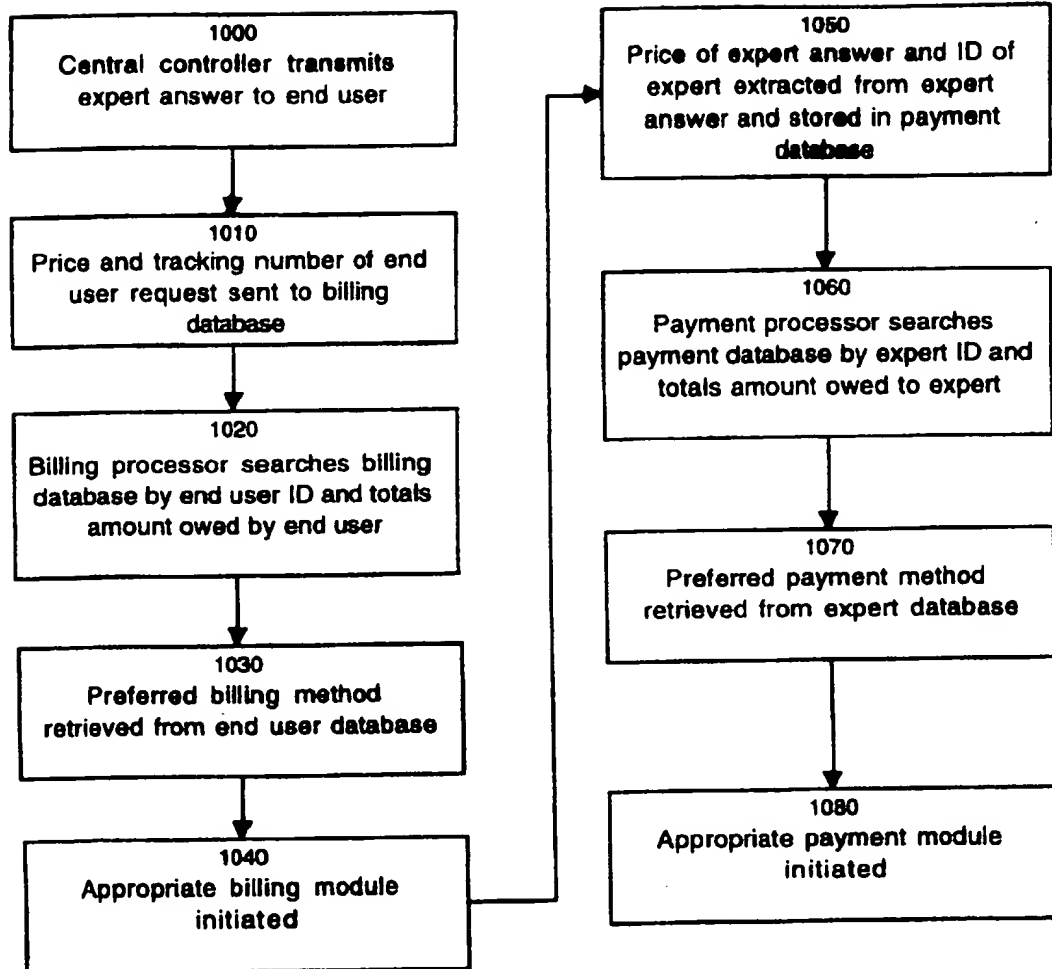 1000
Central controller transmits
expert answer to end user
1010
Price and tracking number of end
user request sent to billing
database
1020
Billing processor searches billing
database by end user ID and totals
amount owed by end user
1030
Preferred billing method
retrieved from end user database
1040
Appropriate billing module
initiated
1050
Price of expert answer and ID of
expert extracted from expert
answer and stored in payment
database
1060
Payment processor searches
payment database by expert ID and
totals amount owed to expert
1070
Preferred payment method
retrieved from expert database
1080
Appropriate payment module
initiated